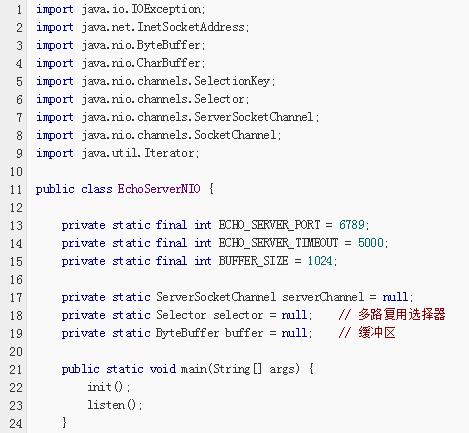 1 import java.io.IOException;
2 import java.net.InetSocketAddress;
3 import java.nio.ByteBuffer;
4 import java.nio.CharBuffer;
5 import java.nio.channels.SelectionKey;
6 import java.nio.channels.Selector;
7 import java.nio.channels.ServerSocketChannel;
8 import java.nio.channels.SocketChannel;
9 import java.util.Iterator;
10
11 public class EchoServerNIO {
12
13     private static final int ECHO_SERVER_PORT = 6789;
14     private static final int ECHO_SERVER_TIMEOUT = 5000;
15     private static final int BUFFER_SIZE = 1024;
16
17     private static ServerSocketChannel serverChannel = null;
18     private static Selector selector = null;    // 多路复用选择器
19     private static ByteBuffer buffer = null;    // 缓冲区
20
21     public static void main(String[] args) {
22         init();
23         listen();
24     }